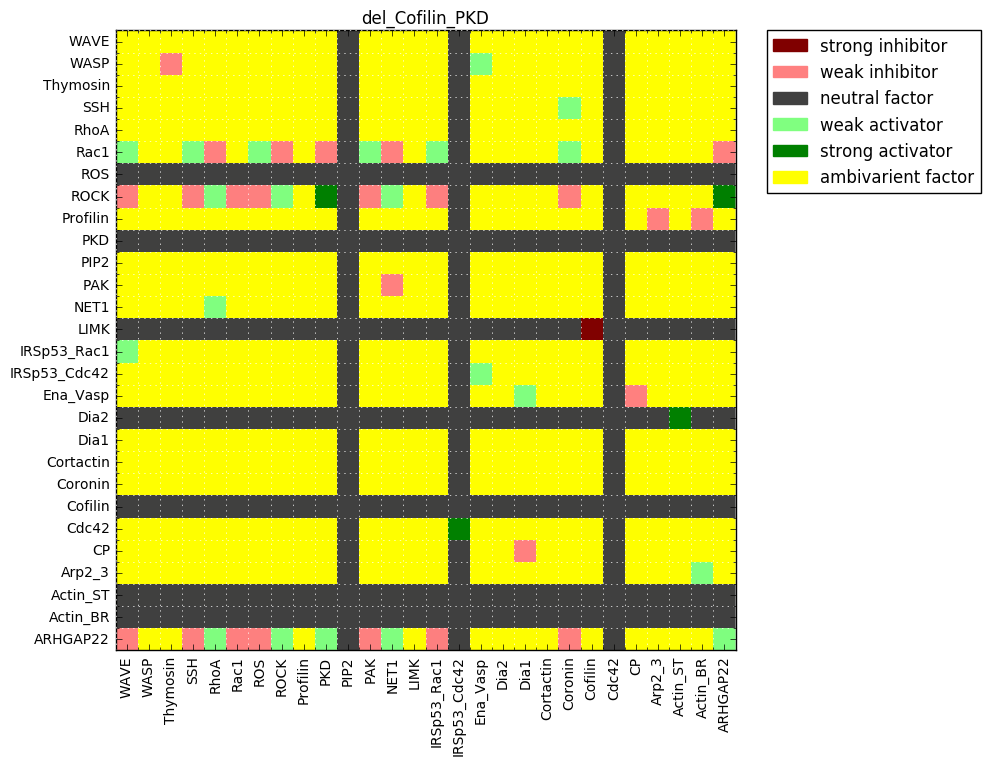 del_Cofilin_PKD
WAVE
WASP
Thymosin
SSH
RhoA
Rac1
ROS
ROCK
Profilin
PKD
PIP2
PAK
NET1
LIMK
IRSp53_Rac1
IRSp53_Cdc42
Ena_Vasp
Dia2
Dia1
Cortactin
Coronin
Cofilin
Cdc42
CP
Arp2_3
Actin_ST
Actin_BR
ARHGAP22
WAVE
WASP
Thymosin
SSH
RhoA
Rac1
ROS
ROCK
Profilin
PKD
PIP2
PAK
NET1
LIMK
IRSp53_Rac1
IRSp53_Cdc42
Ena_Vasp
Dia2
Dia1
Cortactin
Coronin
Cofilin
Cdc42
CP
Arp2_3
Actin_ST
Actin_BR
ARHGAP22
strong inhibitor
weak inhibitor
neutral factor
weak activator
strong activator
ambivarient factor